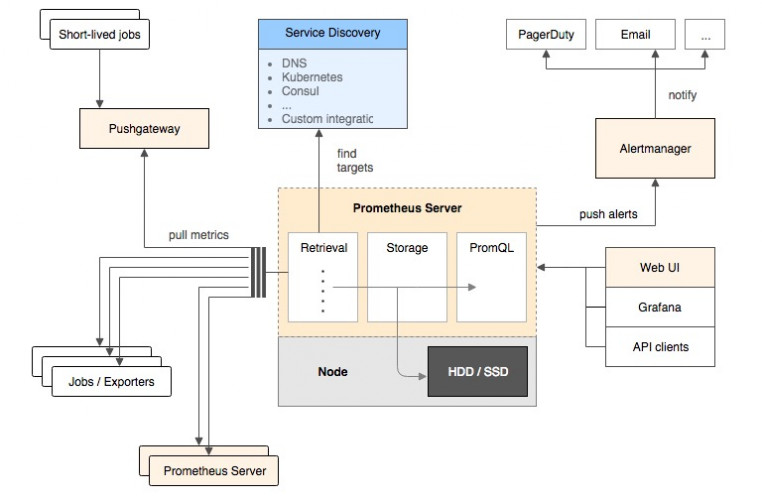 Short-lived jobs
Service Discovery
DNS
Kubernetes
Consul
...
Custom integratic
PagerDuty
Email
...
notify
Pushgateway
Alertmanager
find
targets
push alerts
pull metrics
Prometheus Server
Retrieval
Storage
PromQL
Web UI
Grafana
API clients
Node
HDD / SSD
Jobs / Exporters
Prometheus Server